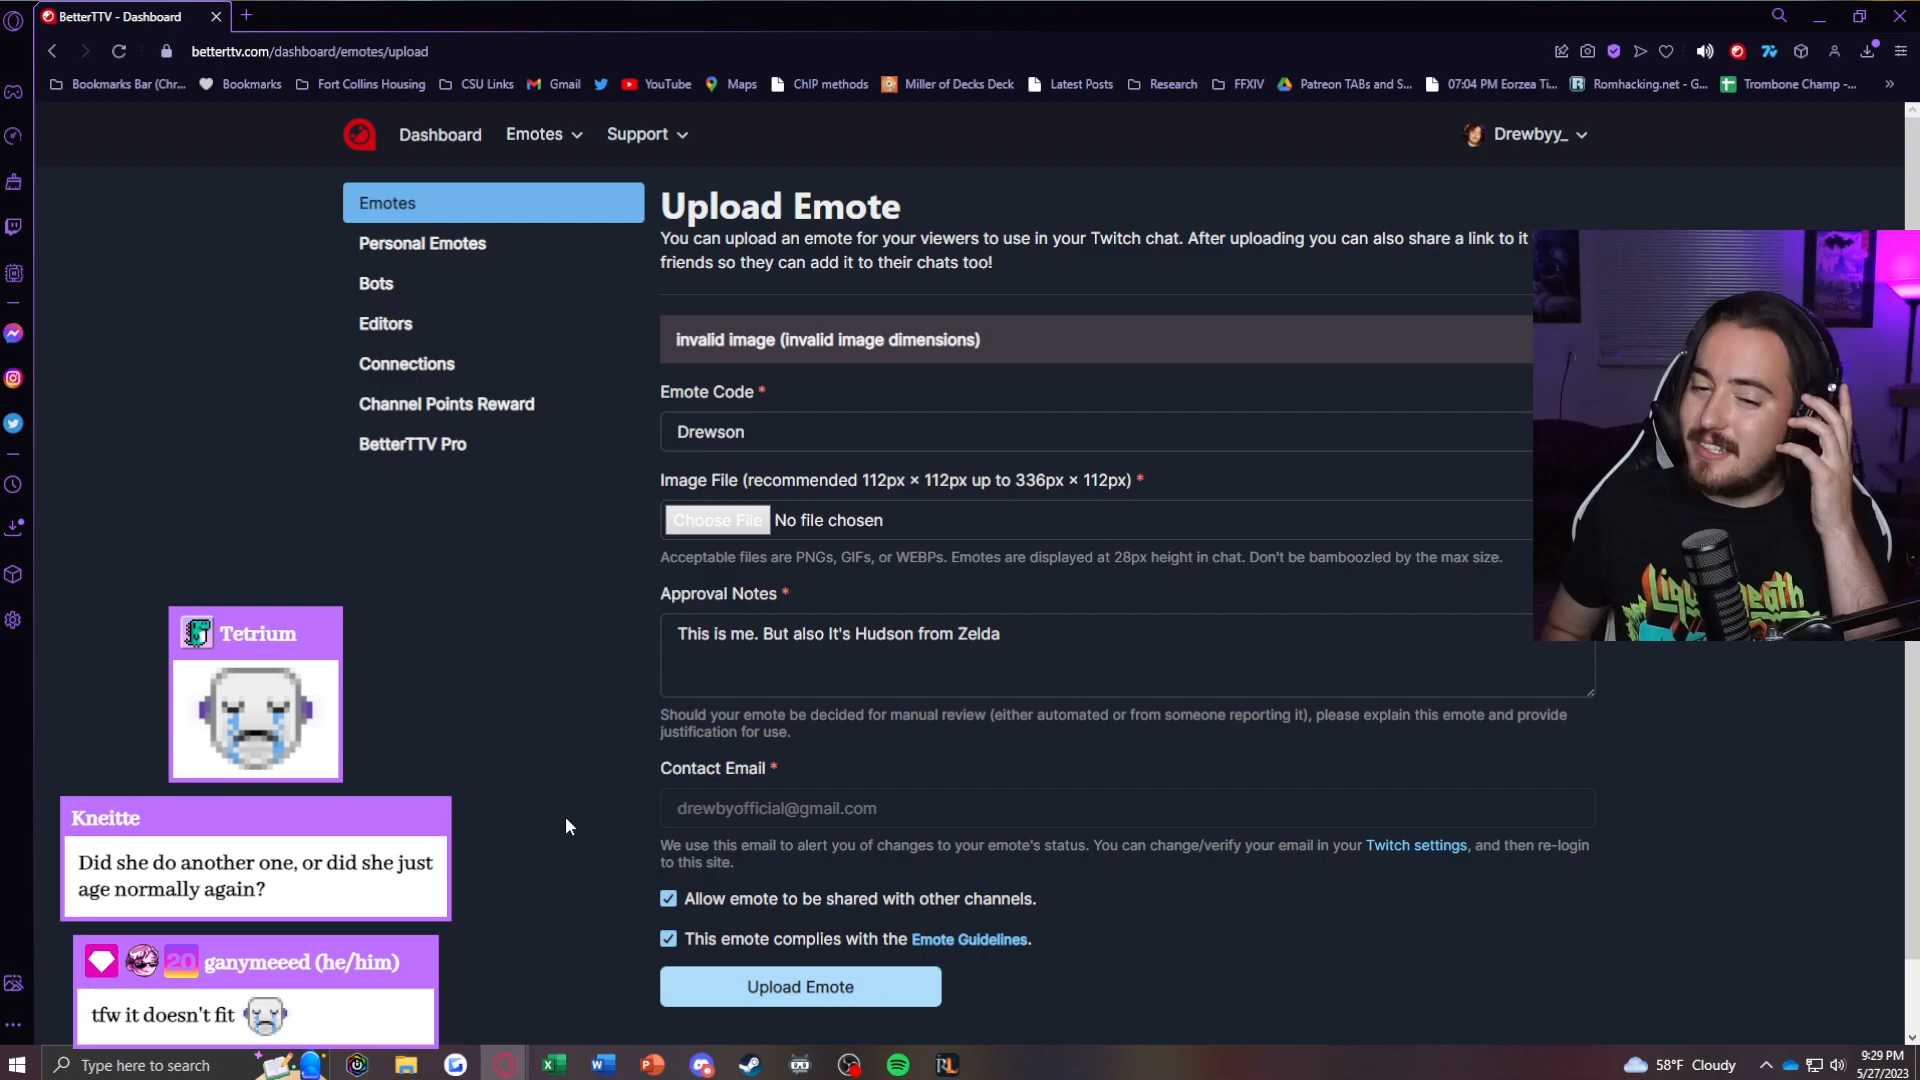 BetterTTV - Dashboard
betterttv.com/dashboard/emotes/upload
Bookmarks Bar (Chr... Bookmarks Fort Collins Housing CSU Links Gmail YouTube Maps ChIP methods Miller of Decks Deck Latest Posts Research FFXIV Patreon TABs and S... 07:04 PM Eorzea Ti... Romhacking.net - G... Trombone Champ -...
Dashboard Emotes Support Drewbyy_
Emotes
Personal Emotes
Bots
Editors
Connections
Channel Points Reward
BetterTTV Pro
Upload Emote
You can upload an emote for your viewers to use in your Twitch chat. After uploading you can also share a link to it
friends so they can add it to their chats too!
invalid image (invalid image dimensions)
Emote Code *
Drewson
Image File (recommended 112px × 112px up to 336px × 112px) *
Choose File No file chosen
Acceptable files are PNGs, GIFs, or WEBPs. Emotes are displayed at 28px height in chat. Don't be bamboozled by the max size.
Approval Notes *
This is me. But also It's Hudson from Zelda
Should your emote be decided for manual review (either automated or from someone reporting it), please explain this emote and provide
justification for use.
Contact Email *
drewbyofficial@gmail.com
We use this email to alert you of changes to your emote's status. You can change/verify your email in your Twitch settings, and then re-login
to this site.
Allow emote to be shared with other channels.
This emote complies with the Emote Guidelines.
Upload Emote
Tetrium
Kneitte
Did she do another one, or did she just
age normally again?
20 ganymeeed (he/him)
tfw it doesn't fit
Type here to search
58°F Cloudy
9:29 PM
5/27/2023